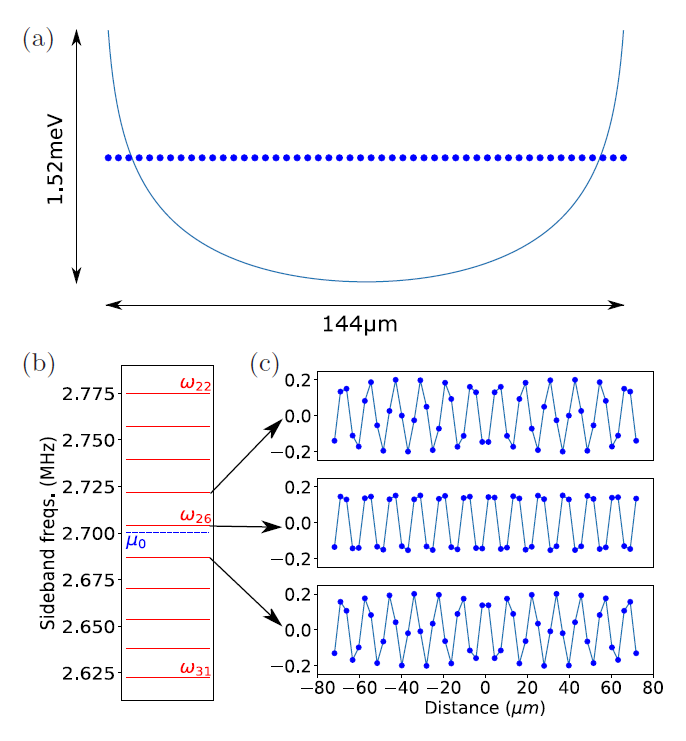 (a)
1.52meV
144μm
(b)
(c)
Sideband freqs. (MHz)
2.775
2.750
2.725
2.700
2.675
2.650
2.625
ω22
ω26
μ0
ω31
0.2
0.0
−0.2
0.2
0.0
−0.2
0.2
0.0
−0.2
−80 −60 −40 −20 0 20 40 60 80
Distance (μm)